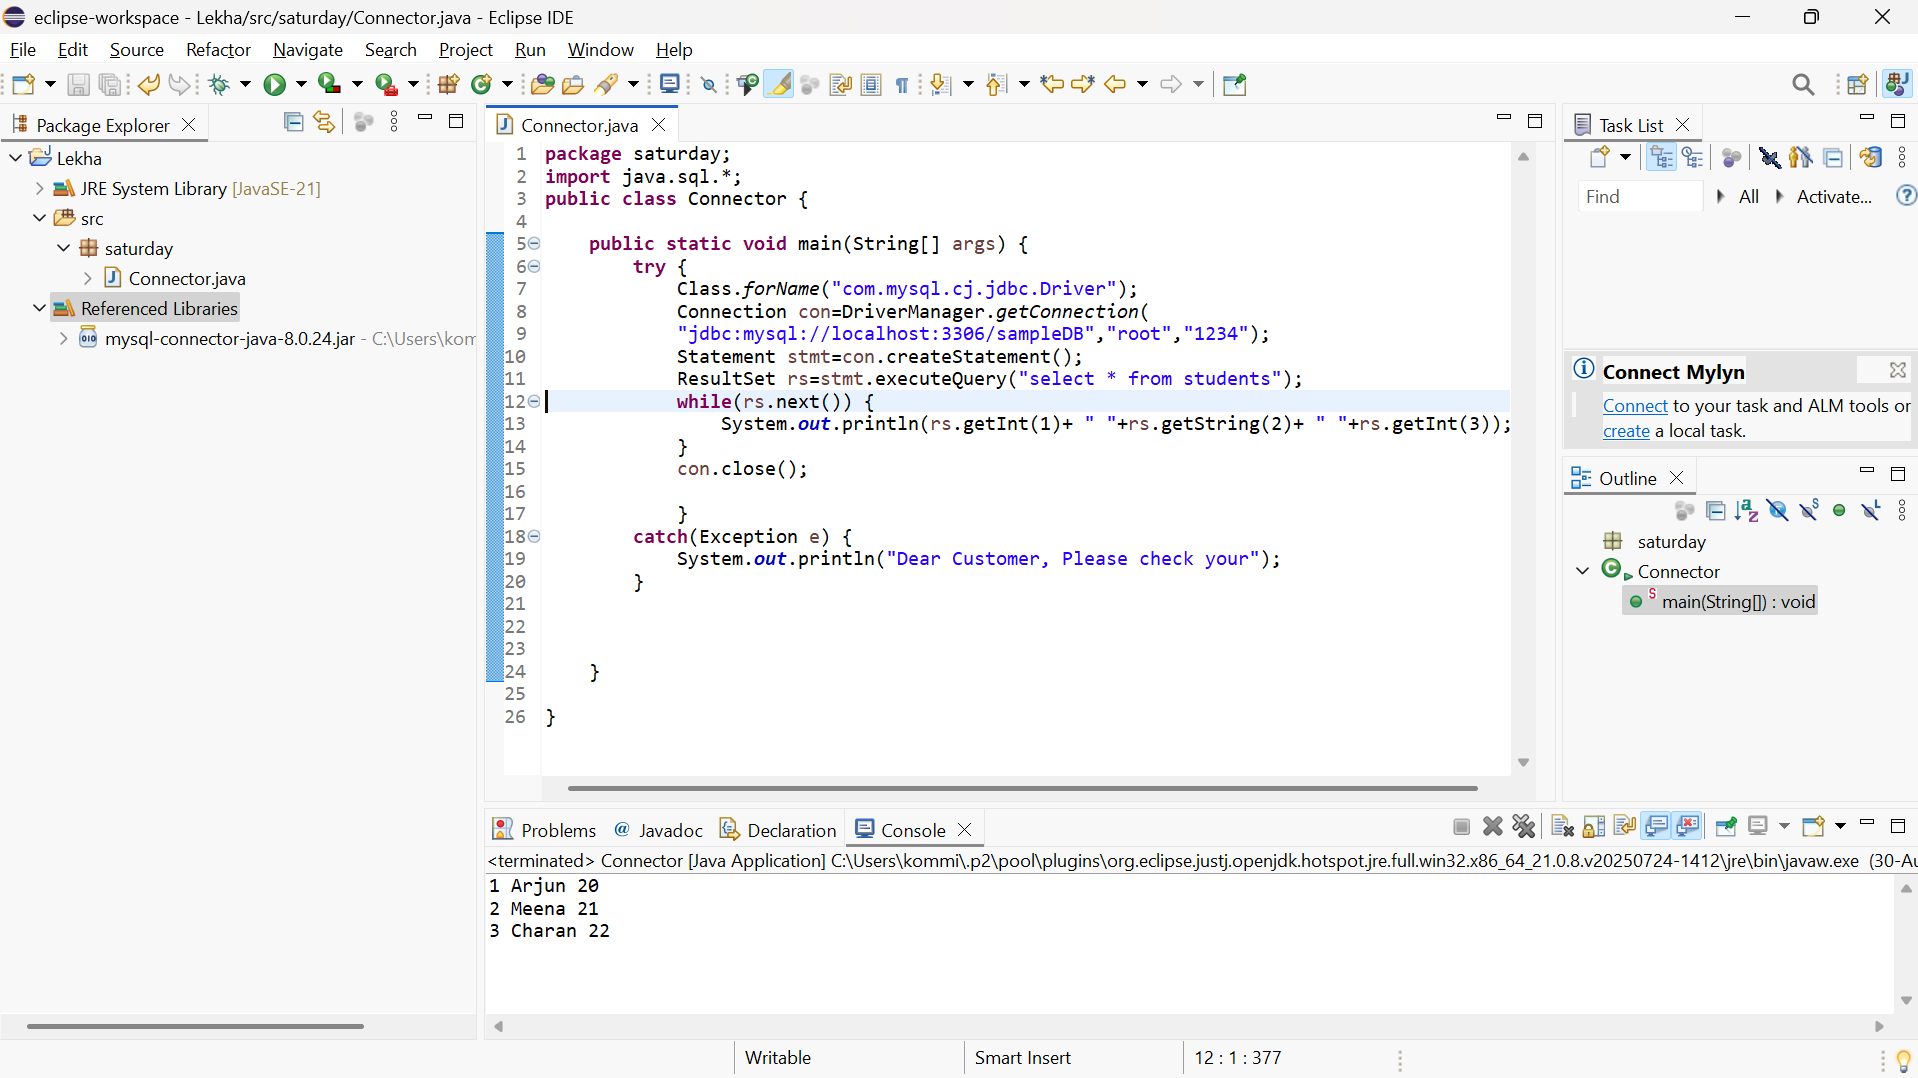 eclipse-workspace - Lekha/src/saturday/Connector.java - Eclipse IDE
File Edit Source Refactor Navigate Search Project Run Window Help
Package Explorer
Lekha
JRE System Library [JavaSE-21]
src
saturday
Connector.java
Referenced Libraries
mysql-connector-java-8.0.24.jar - C:\Users\kom
Connector.java
1 package saturday;
2 import java.sql.*;
3 public class Connector {
4
5 public static void main(String[] args) {
6 try {
7 Class.forName("com.mysql.cj.jdbc.Driver");
8 Connection con=DriverManager.getConnection(
9 "jdbc:mysql://localhost:3306/sampleDB","root","1234");
10 Statement stmt=con.createStatement();
11 ResultSet rs=stmt.executeQuery("select * from students");
12 while(rs.next()) {
13 System.out.println(rs.getInt(1)+ " "+rs.getString(2)+ " "+rs.getInt(3));
14 }
15 con.close();
16
17 }
18 catch(Exception e) {
19 System.out.println("Dear Customer, Please check your");
20 }
21
22
23
24 }
25
26 }
Task List
Find All Activate...
Connect Mylyn
Connect to your task and ALM tools or
create a local task.
Outline
saturday
Connector
main(String[]) : void
Problems Javadoc Declaration Console
<terminated> Connector [Java Application] C:\Users\kommi\.p2\pool\plugins\org.eclipse.justj.openjdk.hotspot.jre.full.win32.x86_64_21.0.8.v20250724-1412\jre\bin\javaw.exe (30-Au
1 Arjun 20
2 Meena 21
3 Charan 22
Writable Smart Insert 12 : 1 : 377